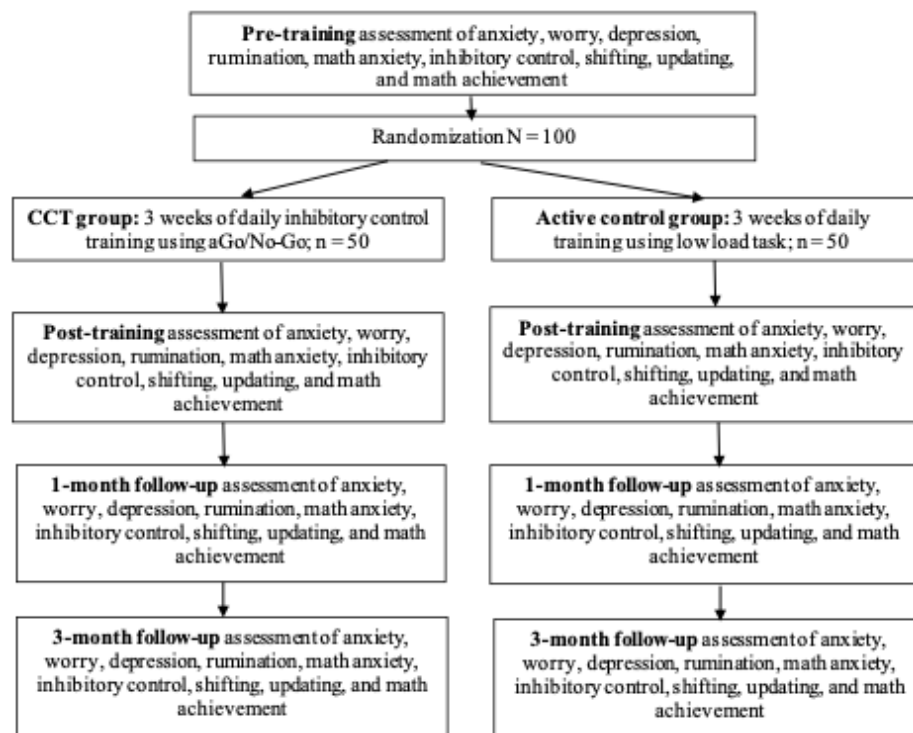 Pre-training assessment of anxiety, worry, depression,
rumination, math anxiety, inhibitory control, shifting, updating,
and math achievement
Randomization N = 100
CCT group: 3 weeks of daily inhibitory control
training using aGo/No-Go; n = 50
Active control group: 3 weeks of daily
training using low load task; n = 50
Post-training assessment of anxiety, worry,
depression, rumination, math anxiety, inhibitory
control, shifting, updating, and math
achievement
Post-training assessment of anxiety, worry,
depression, rumination, math anxiety, inhibitory
control, shifting, updating, and math
achievement
1-month follow-up assessment of anxiety,
worry, depression, rumination, math anxiety,
inhibitory control, shifting, updating, and math
achievement
1-month follow-up assessment of anxiety,
worry, depression, rumination, math anxiety,
inhibitory control, shifting, updating, and math
achievement
3-month follow-up assessment of anxiety,
worry, depression, rumination, math anxiety,
inhibitory control, shifting, updating, and math
achievement
3-month follow-up assessment of anxiety,
worry, depression, rumination, math anxiety,
inhibitory control, shifting, updating, and math
achievement